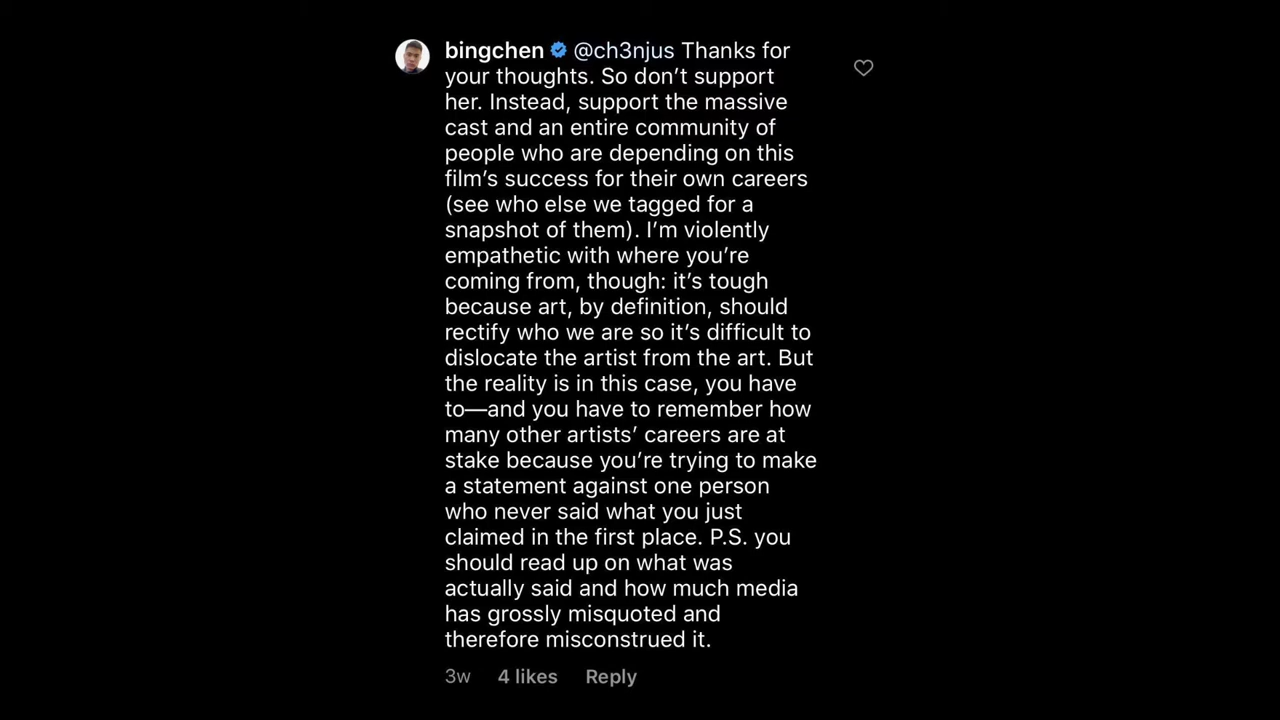 bingchen @ch3njus Thanks for
your thoughts. So don’t support
her. Instead, support the massive
cast and an entire community of
people who are depending on this
film’s success for their own careers
(see who else we tagged for a
snapshot of them). I’m violently
empathetic with where you’re
coming from, though: it’s tough
because art, by definition, should
rectify who we are so it’s difficult to
dislocate the artist from the art. But
the reality is in this case, you have
to—and you have to remember how
many other artists’ careers are at
stake because you’re trying to make
a statement against one person
who never said what you just
claimed in the first place. P.S. you
should read up on what was
actually said and how much media
has grossly misquoted and
therefore misconstrued it.
3w 4 likes Reply